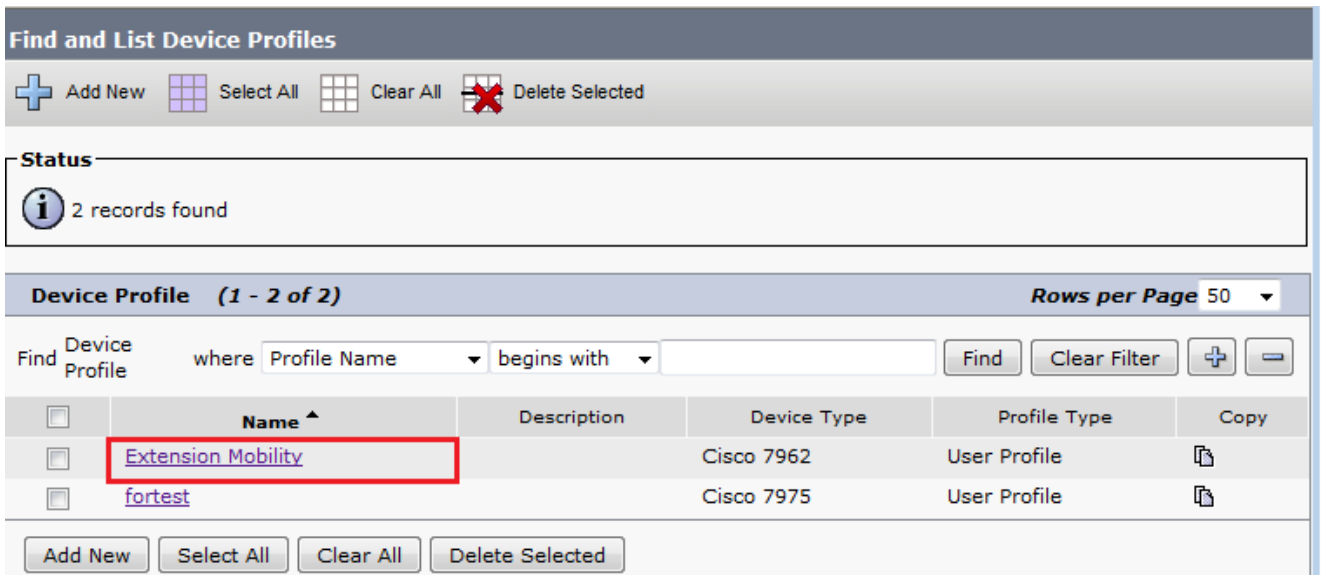 Find and List Device Profiles
Add New Select All Clear All Delete Selected
Status
i 2 records found
Device Profile (1 - 2 of 2) Rows per Page 50
Find Device Profile where Profile Name begins with Find Clear Filter
Name Description Device Type Profile Type Copy
Extension Mobility Cisco 7962 User Profile
fortest Cisco 7975 User Profile
Add New Select All Clear All Delete Selected